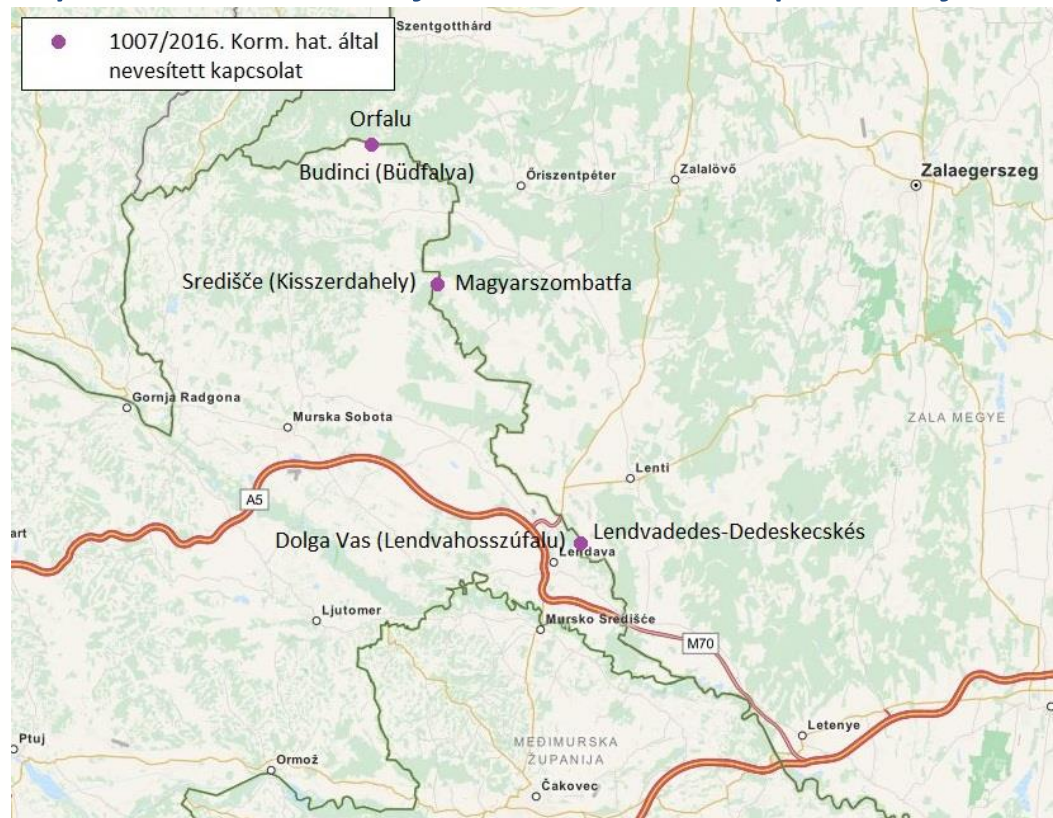 1007/2016. Korm. hat. által
nevesített kapcsolat
Szentgotthárd
Orfalu
Budinci (Büdfalva)
Őriszentpéter
Zalalövő
Zalaegerszeg
Središče (Kisszerdahely)
Magyarszombatfa
Gornja Radgona
Murska Sobota
ZALA MEGYE
Lenti
A5
Dolga Vas (Lendvahosszúfalu)
Lendvadedes-Dedeskecskés
Lendava
art
Ljutomer
Mursko Središće
M70
Letenye
Ptuj
Ormož
MEĐIMURSKA
ŽUPANIJA
Čakovec